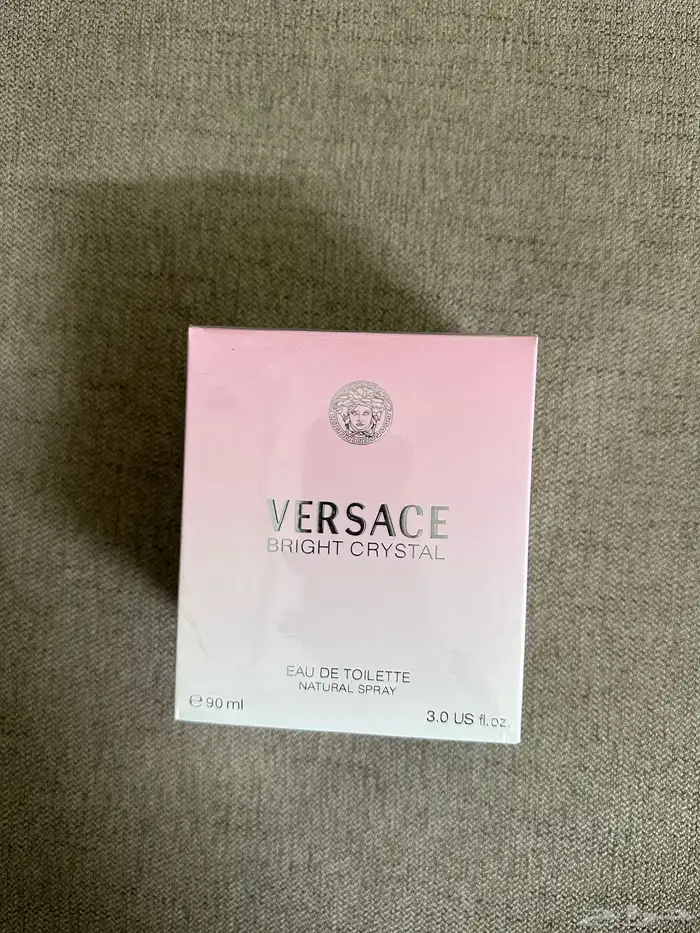 VERSACE
BRIGHT CRYSTAL
EAU DE TOILETTE
NATURAL SPRAY
℮ 90 ml
3.0 US fl.oz.